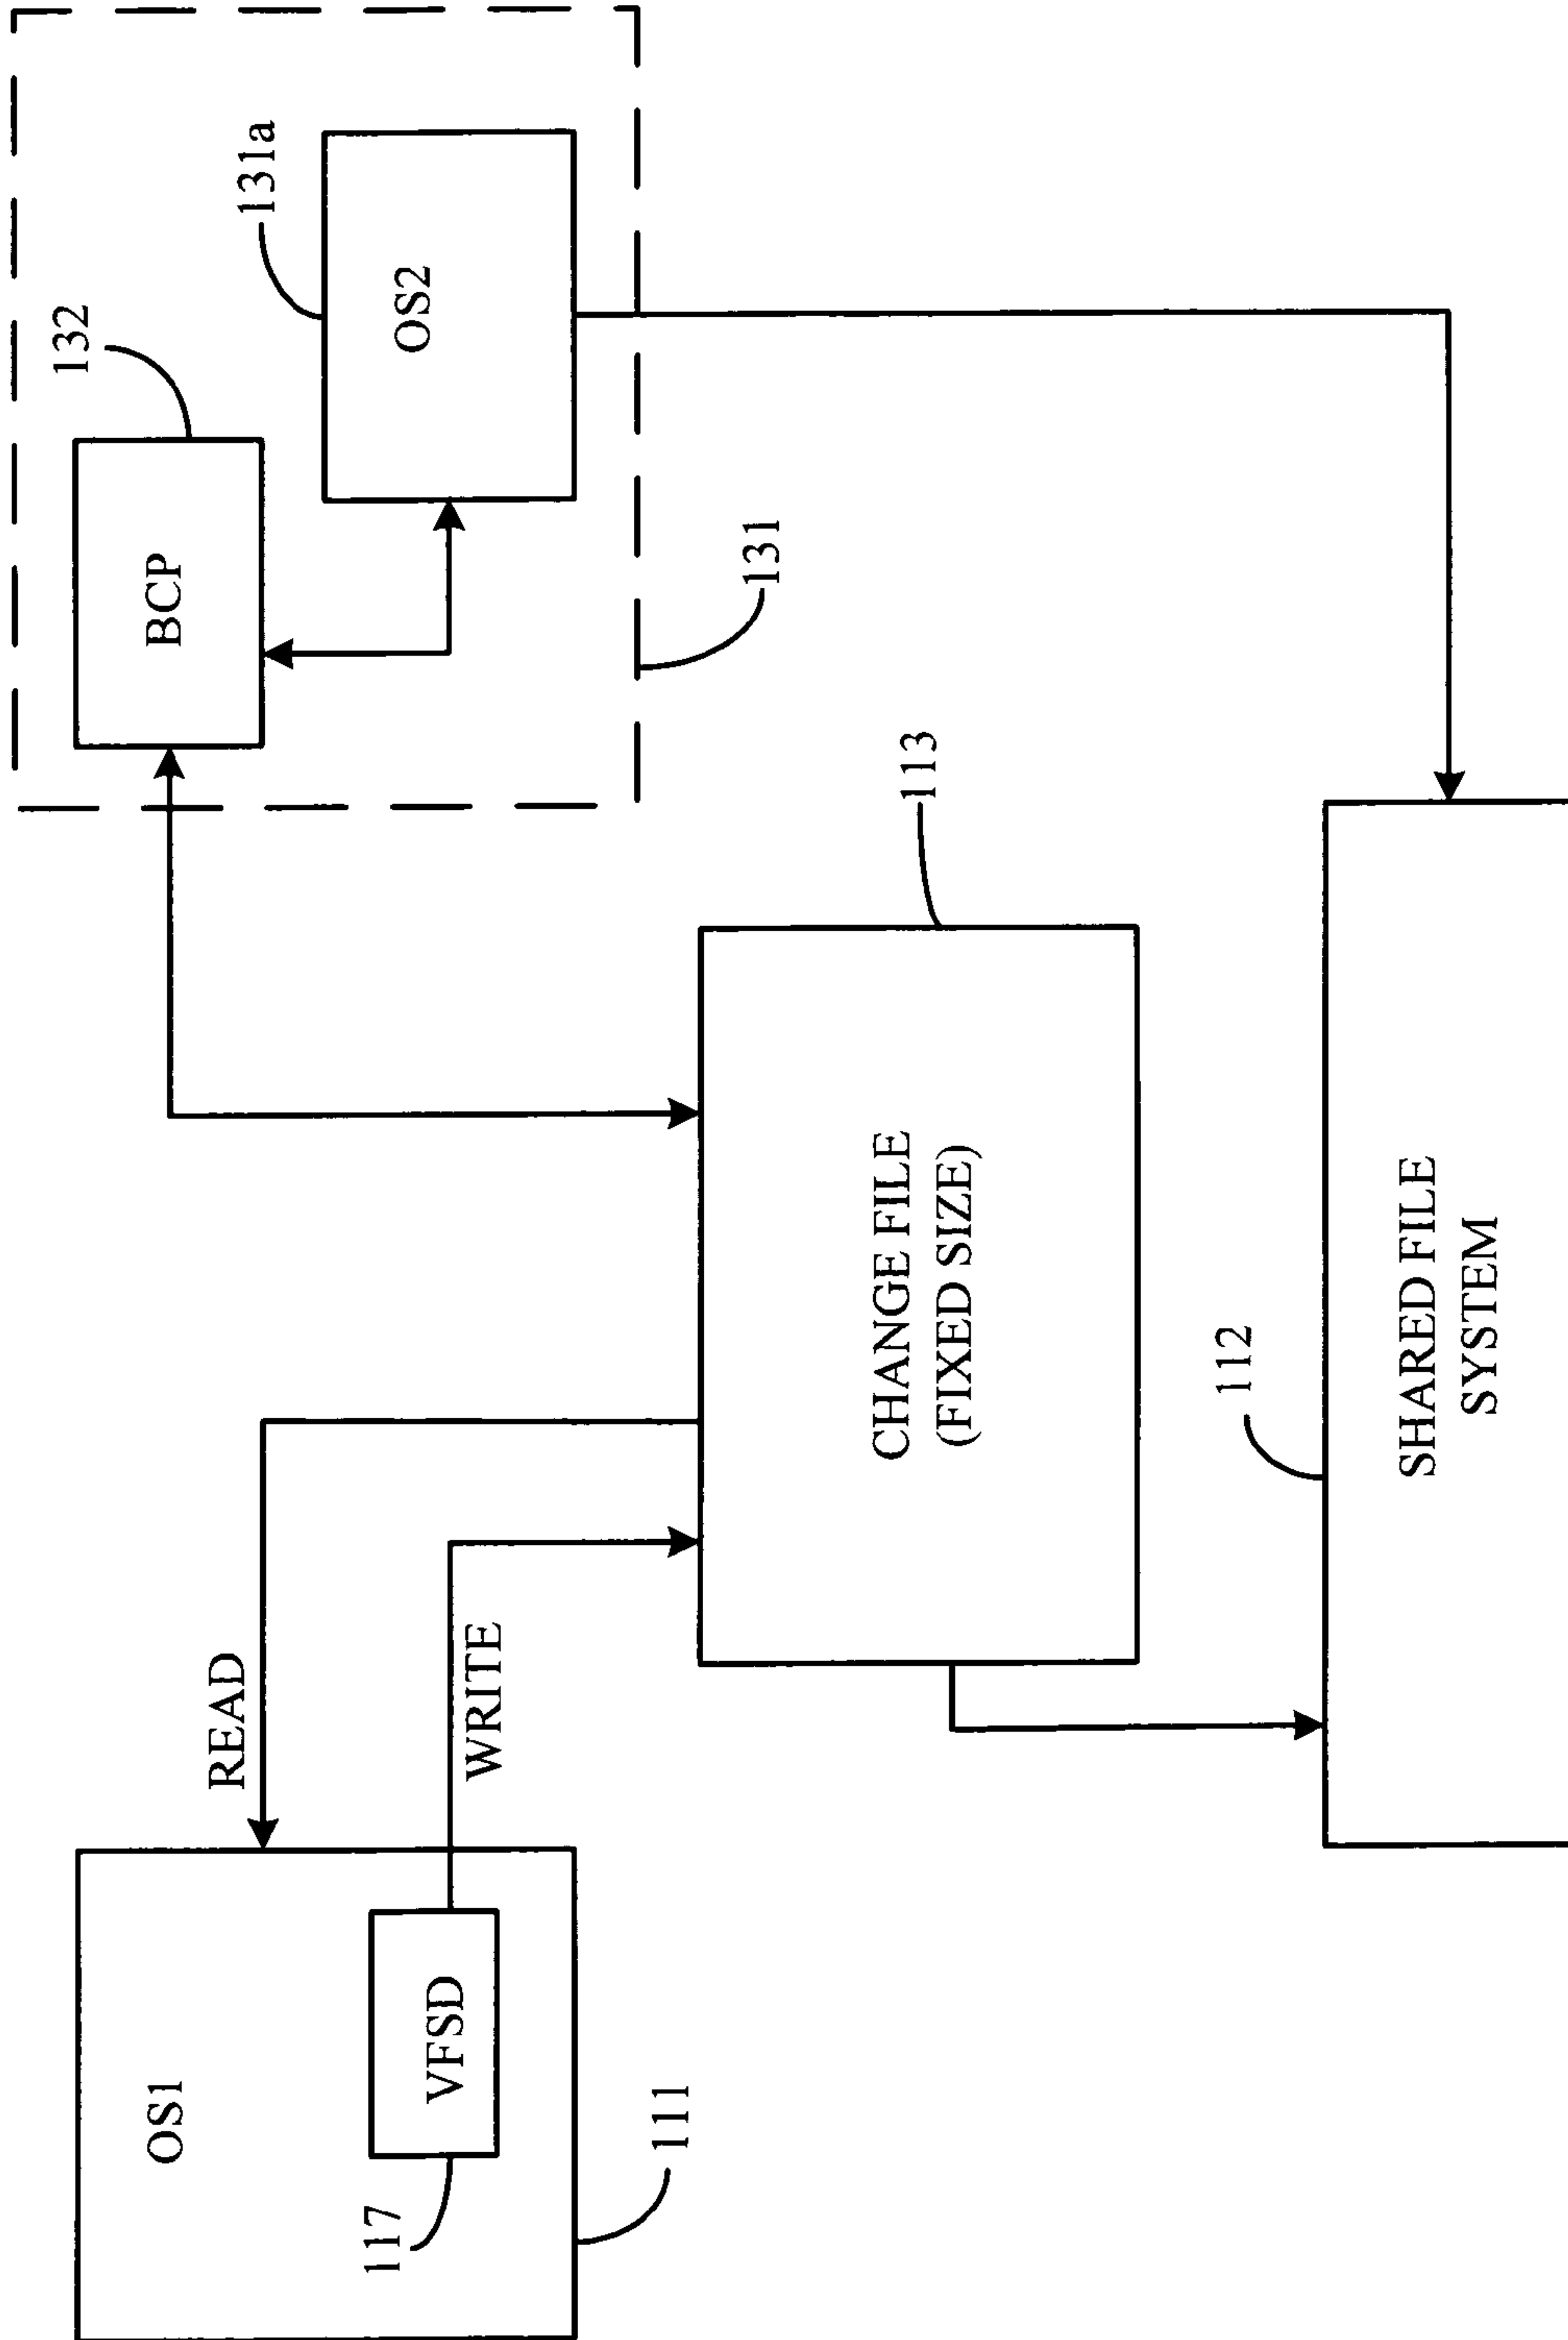 OS1
VFSD
117
111
READ
WRITE
CHANGE FILE
(FIXED SIZE)
113
112
SHARED FILE
SYSTEM
BCP
132
OS2
131a
131